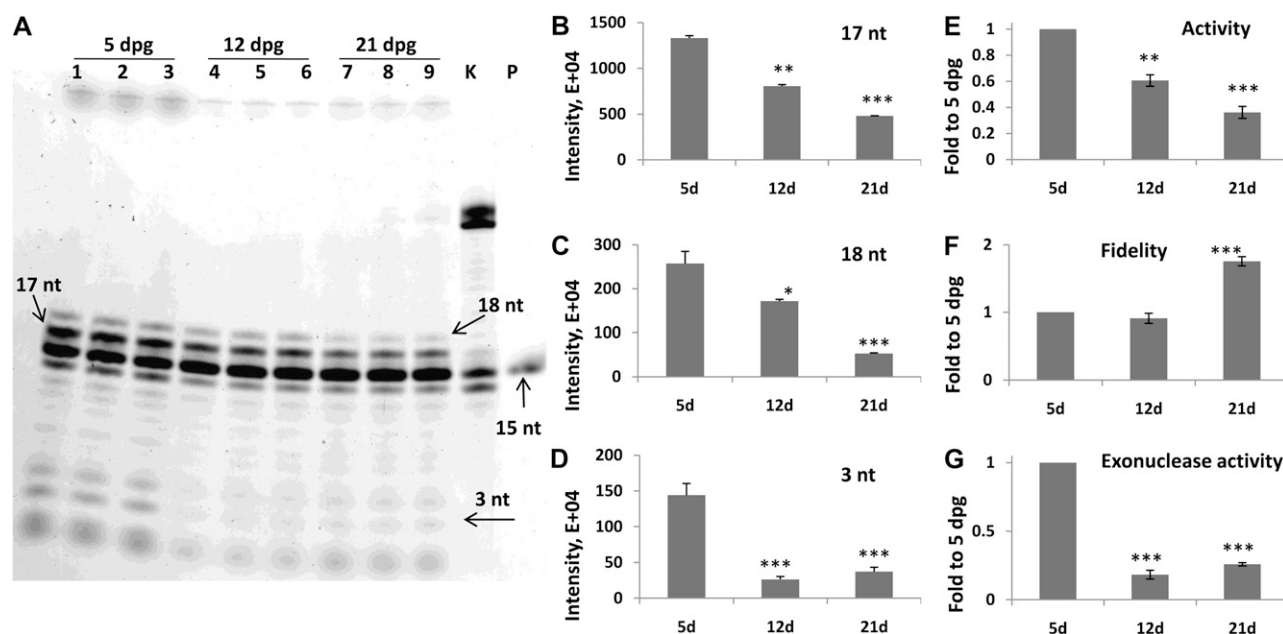 A
5 dpg 12 dpg 21 dpg
1 2 3 4 5 6 7 8 9 K P
17 nt
18 nt
15 nt
3 nt
B
17 nt
Intensity, E+04
1500
1000
500
0
**
***
5d 12d 21d
C
18 nt
Intensity, E+04
300
200
100
0
*
***
5d 12d 21d
D
3 nt
Intensity, E+04
200
150
100
50
0
***
***
5d 12d 21d
E
Activity
Fold to 5 dpg
1
0.8
0.6
0.4
0.2
0
**
***
5d 12d 21d
F
Fidelity
Fold to 5 dpg
2
1
0
***
5d 12d 21d
G
Exonuclease activity
Fold to 5 dpg
1
0.5
0
***
***
5d 12d 21d